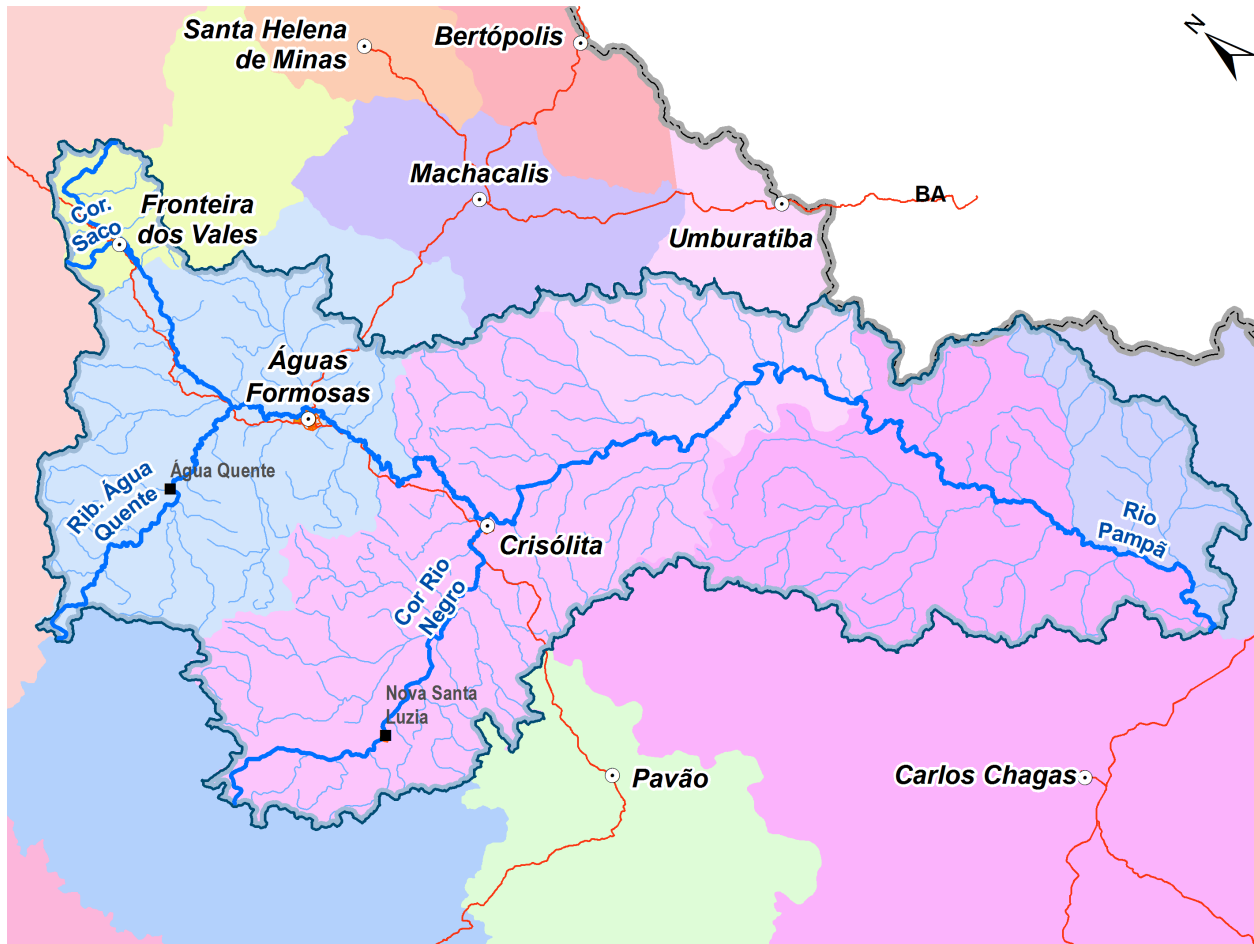 Santa Helena
de Minas
Bertópolis
N
Machacalis
BA
Cor.
Saco
Fronteira
dos Vales
Umburatiba
Águas
Formosas
Água Quente
Rib. Água
Quente
Rio
Pampã
Crisólita
Cor Rio
Negro
Nova Santa
Luzia
Pavão
Carlos Chagas